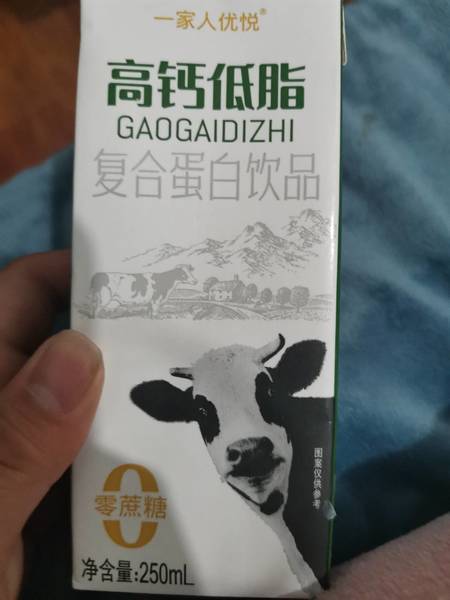 一家人优悦®
高钙低脂
GAOGAIDIZHI
复合蛋白饮品
图案仅供参考
0
零蔗糖
净含量:250mL